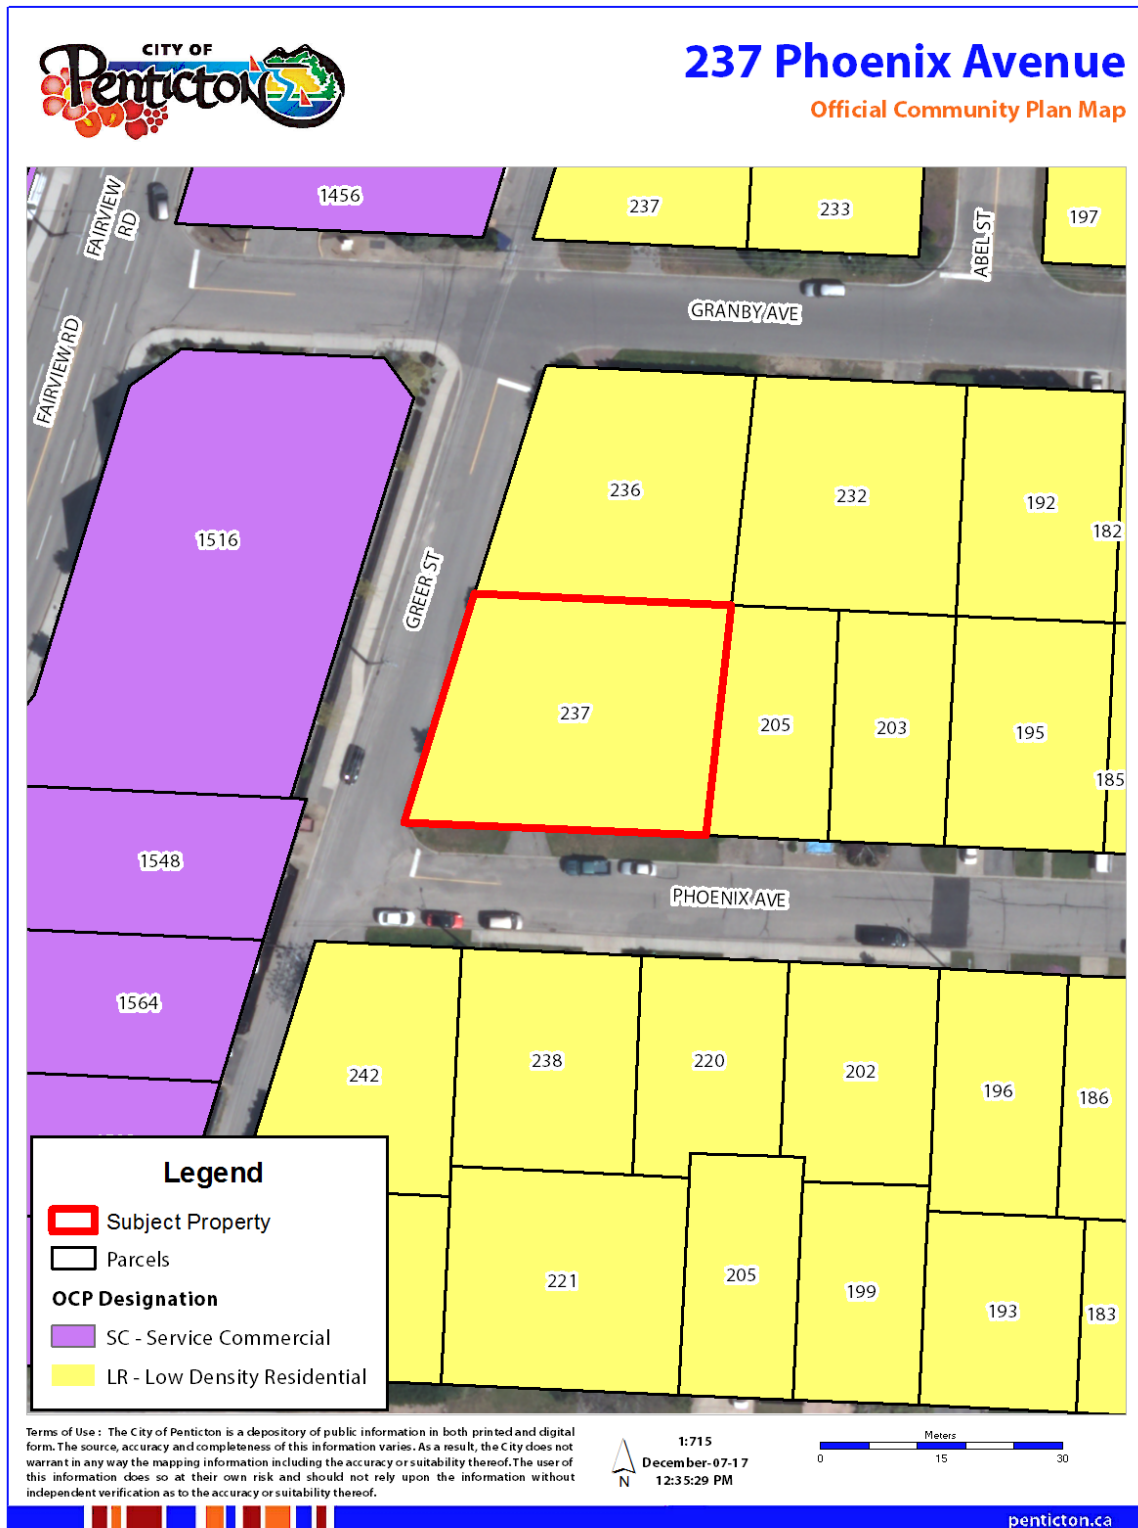 CITY OF
Penticton
237 Phoenix Avenue
Official Community Plan Map
FAIRVIEW
RD
1456
237
233
ABEL ST
197
GRANBY AVE
FAIRVIEW RD
236
232
192
182
1516
GREER ST
237
205
203
195
185
1548
PHOENIX AVE
1564
242
238
220
202
196
186
221
205
199
193
183
Legend
Subject Property
Parcels
OCP Designation
SC - Service Commercial
LR - Low Density Residential
Terms of Use : The City of Penticton is a depository of public information in both printed and digital
form. The source, accuracy and completeness of this information varies. As a result, the City does not
warrant in any way the mapping information including the accuracy or suitability thereof. The user of
this information does so at their own risk and should not rely upon the information without
independent verification as to the accuracy or suitability thereof.
N
1:715
December-07-17
12:35:29 PM
Meters
0 15 30
penticton.ca